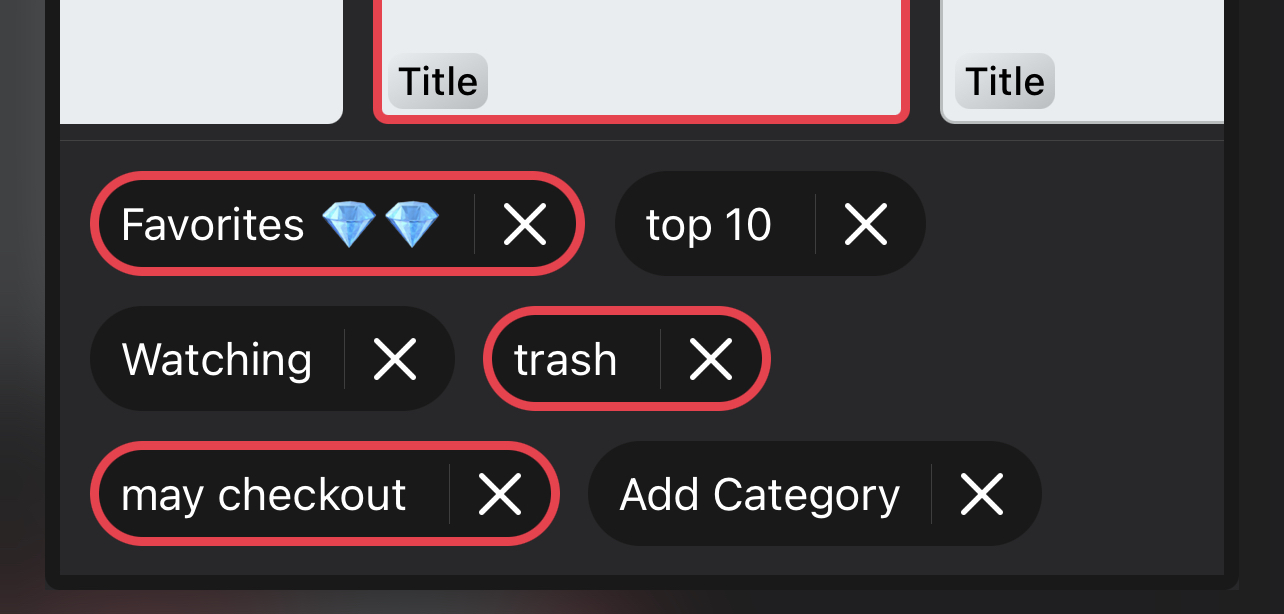 Title Title
Favorites 💎💎 top 10
Watching trash
may checkout Add Category